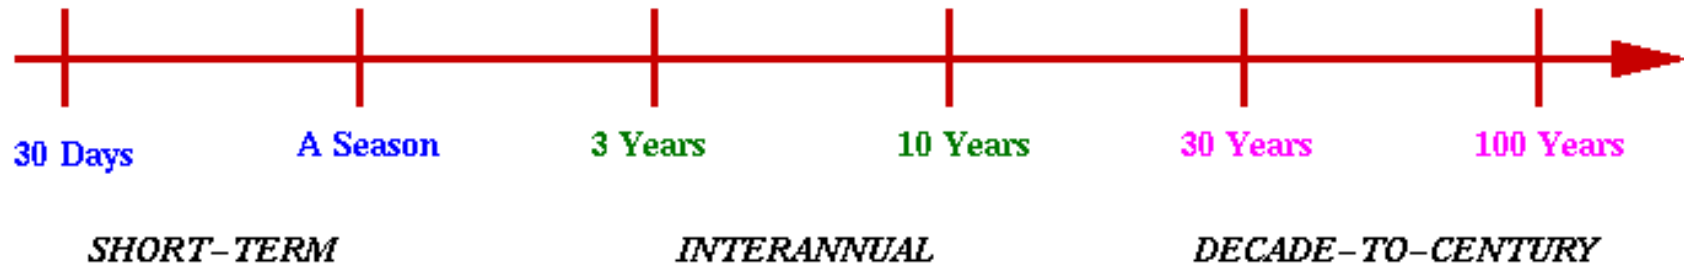 30 Days A Season 3 Years 10 Years 30 Years 100 Years
SHORT-TERM INTERANNUAL DECADE-TO-CENTURY